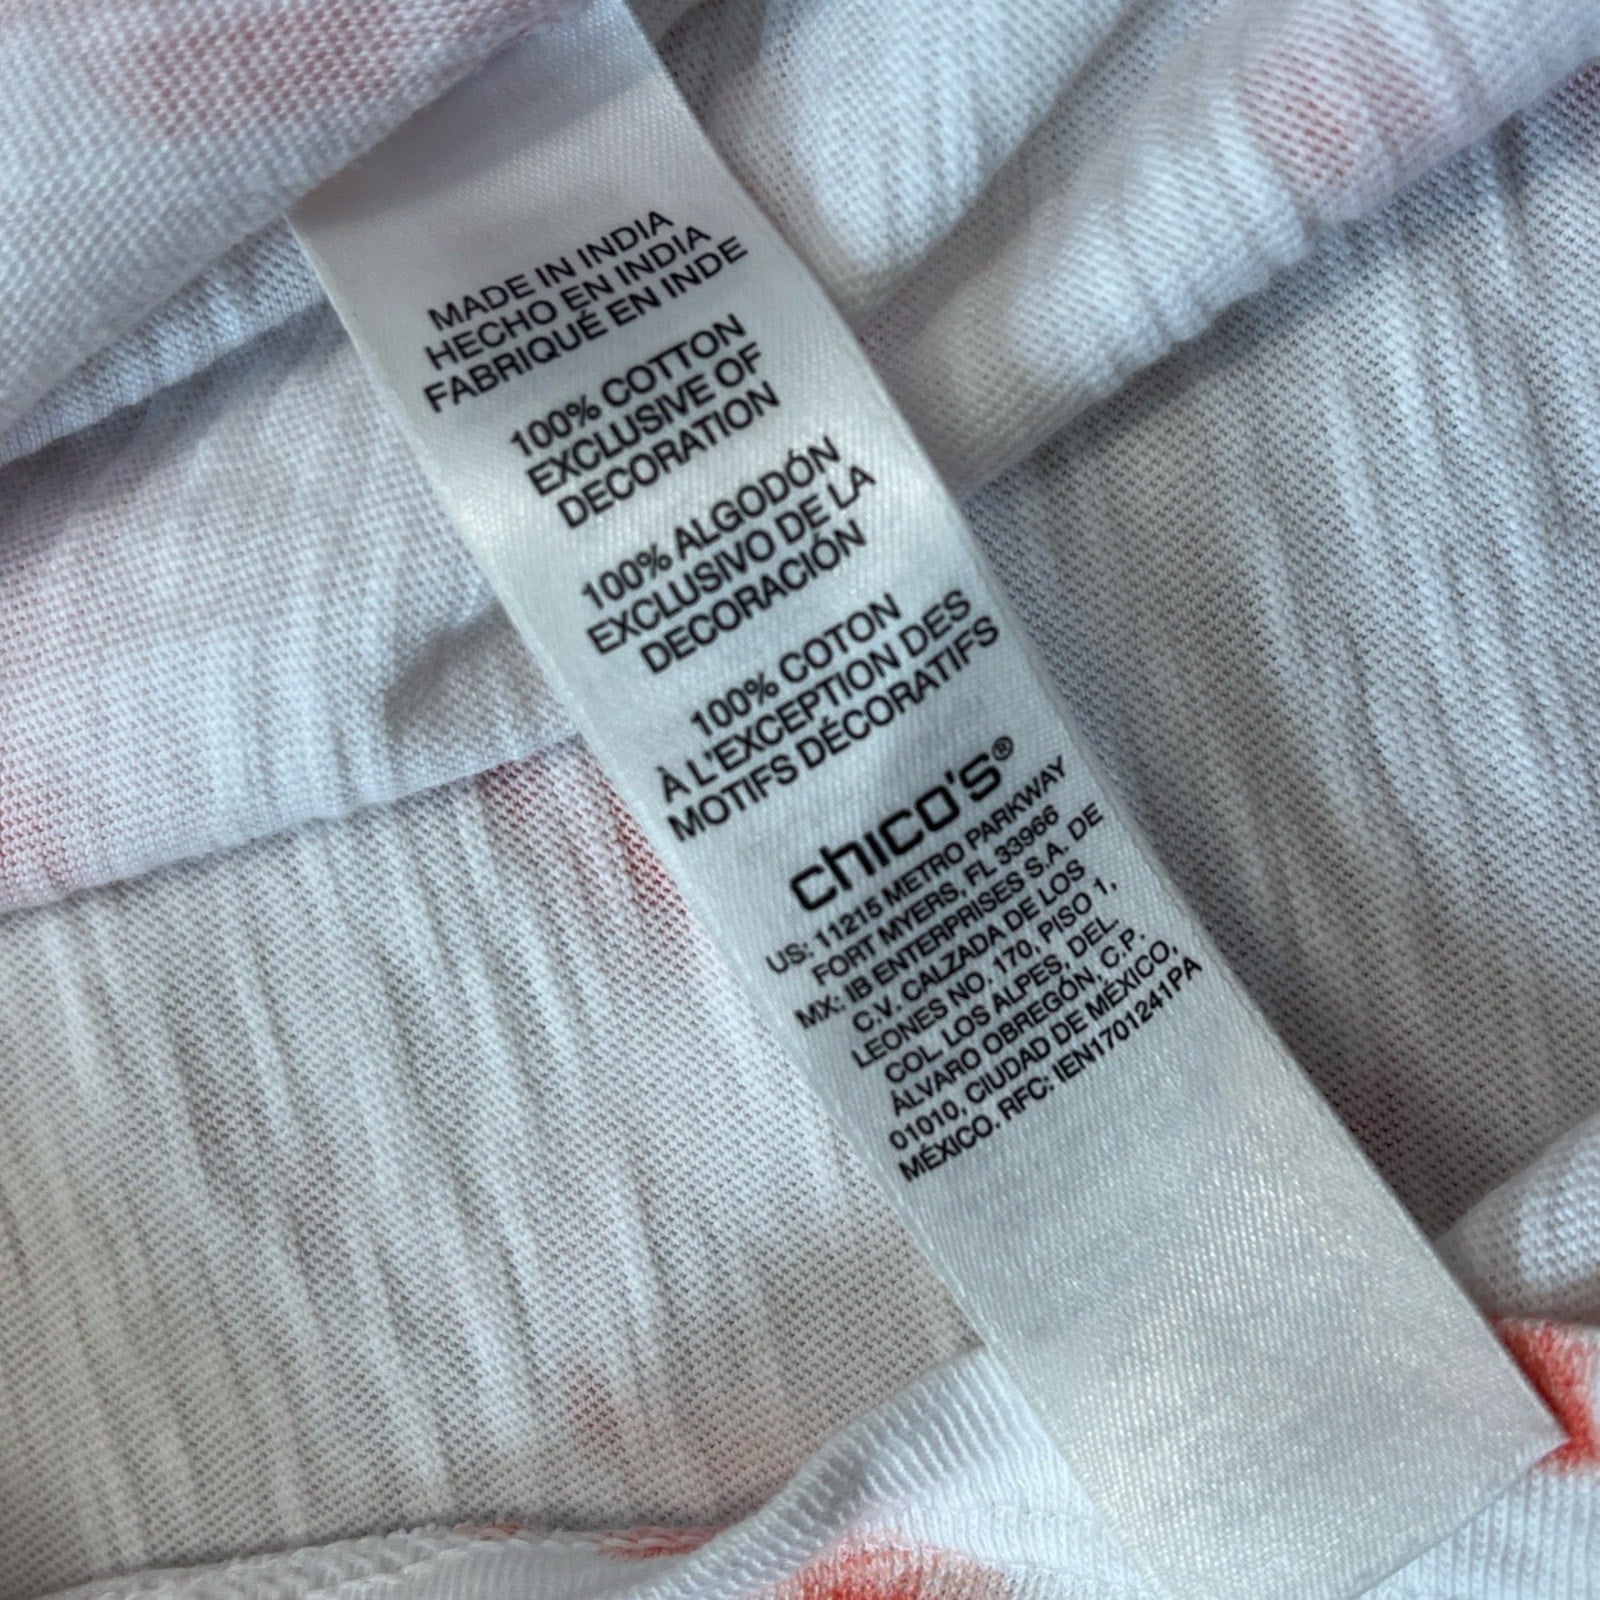 MADE IN INDIA
HECHO EN INDIA
FABRIQUÉ EN INDE
100% COTTON
EXCLUSIVE OF
DECORATION
100% ALGODÓN
EXCLUSIVO DE LA
DECORACIÓN
100% COTON
À L'EXCEPTION DES
MOTIFS DÉCORATIFS
chico's®
US: 11215 METRO PARKWAY
FORT MYERS, FL 33966
MX: IB ENTERPRISES S.A. DE
C.V. CALZADA DE LOS
LEONES NO. 170, PISO 1,
COL. LOS ALPES, DEL.
ÁLVARO OBREGÓN, C.P.
01010, CIUDAD DE MÉXICO,
MÉXICO. RFC: IEN1701241PA